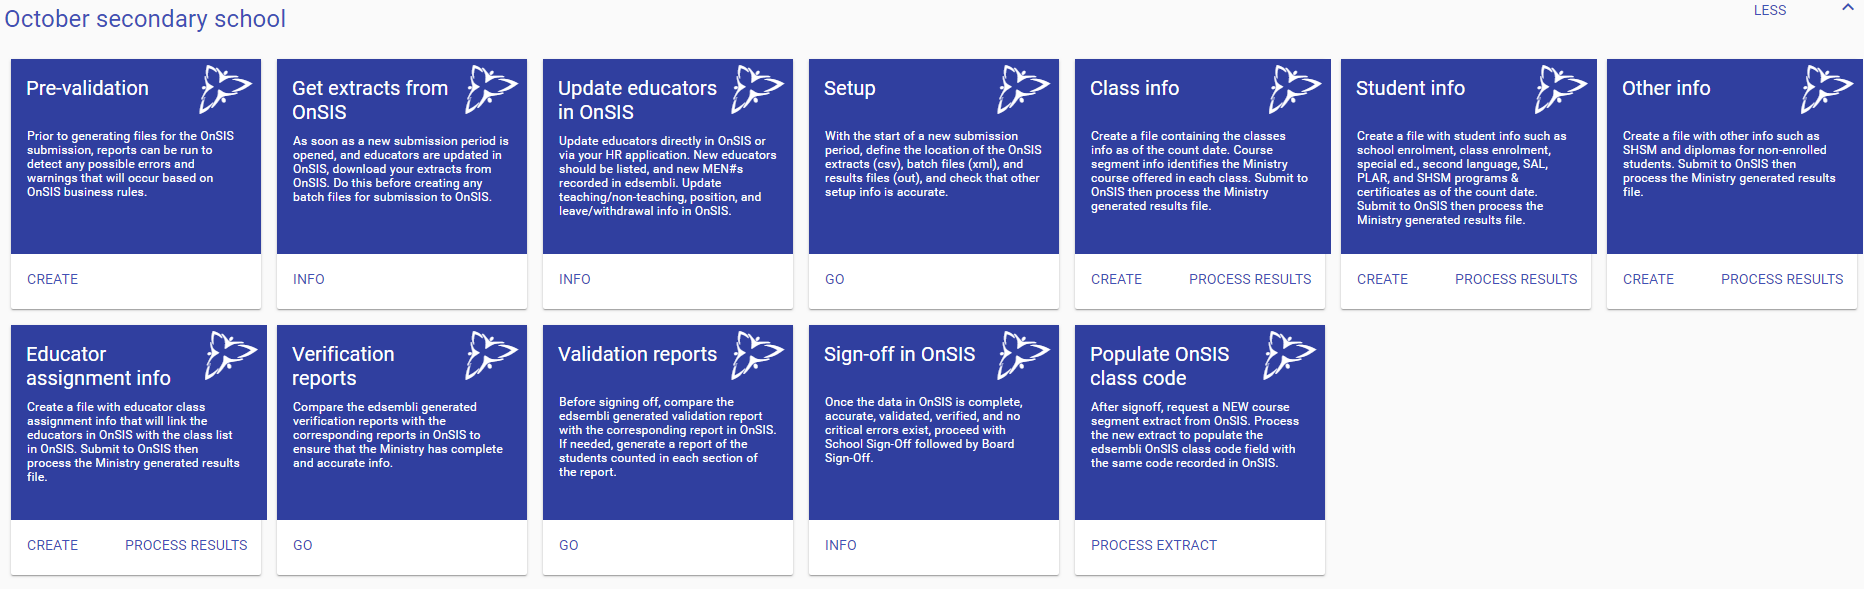 October secondary school
LESS
Pre-validation
Prior to generating files for the OnSIS
submission, reports can be run to
detect any possible errors and
warnings that will occur based on
OnSIS business rules.
CREATE
Get extracts from
OnSIS
As soon as a new submission period is
opened, and educators are updated in
OnSIS, download your extracts from
OnSIS. Do this before creating any
batch files for submission to OnSIS.
INFO
Update educators
in OnSIS
Update educators directly in OnSIS or
via your HR application. New educators
should be listed, and new MEN#s
recorded in edsembli. Update
teaching/non-teaching, position, and
leave/withdrawal info in OnSIS.
INFO
Setup
With the start of a new submission
period, define the location of the OnSIS
extracts (csv), batch files (xml), and
results files (out), and check that other
setup info is accurate.
GO
Class info
Create a file containing the classes
info as of the count date. Course
segment info identifies the Ministry
course offered in each class. Submit to
OnSIS then process the Ministry
generated results file.
CREATE PROCESS RESULTS
Student info
Create a file with student info such as
school enrolment, class enrolment,
special ed., second language, SAL,
PLAR, and SHSM programs &
certificates as of the count date.
Submit to OnSIS then process the
Ministry generated results file.
CREATE PROCESS RESULTS
Other info
Create a file with other info such as
SHSM and diplomas for non-enrolled
students. Submit to OnSIS then
process the Ministry generated results
file.
CREATE PROCESS RESULTS
Educator
assignment info
Create a file with educator class
assignment info that will link the
educators in OnSIS with the class list
in OnSIS. Submit to OnSIS then
process the Ministry generated results
file.
CREATE PROCESS RESULTS
Verification
reports
Compare the edsembli generated
verification reports with the
corresponding reports in OnSIS to
ensure that the Ministry has complete
and accurate info.
GO
Validation reports
Before signing off, compare the
edsembli generated validation report
with the corresponding report in OnSIS.
If needed, generate a report of the
students counted in each section of
the report.
GO
Sign-off in OnSIS
Once the data in OnSIS is complete,
accurate, validated, verified, and no
critical errors exist, proceed with
School Sign-Off followed by Board
Sign-Off.
INFO
Populate OnSIS
class code
After signoff, request a NEW course
segment extract from OnSIS. Process
the new extract to populate the
edsembli OnSIS class code field with
the same code recorded in OnSIS.
PROCESS EXTRACT